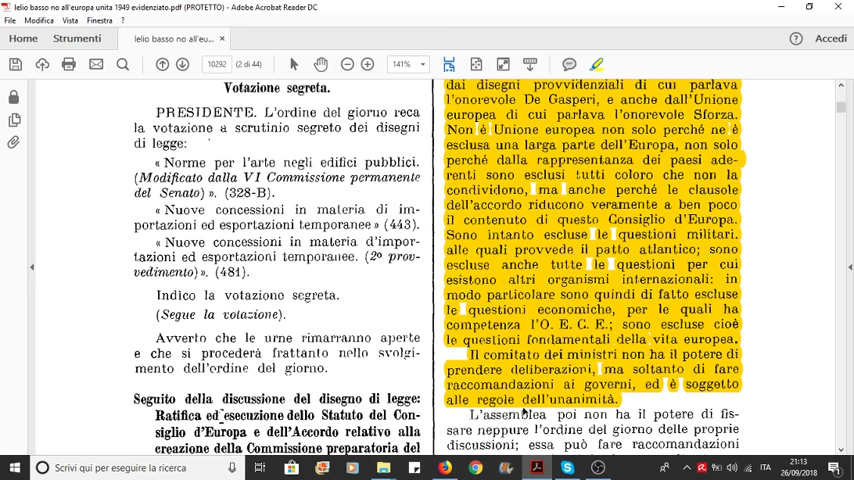 lelio basso no all'europa unita 1949 evidenziato.pdf (PROTETTO) - Adobe Acrobat Reader DC
File Modifica Vista Finestra ?
Home Strumenti lelio basso no all'eu... × ? Accedi
10292 (2 di 44) 141%
Votazione segreta.
PRESIDENTE. L'ordine del giorno reca
la votazione a scrutinio segreto dei disegni
di legge:
« Norme per l'arte negli edifici pubblici.
(Modificato dalla VI Commissione permanente
del Senato) ». (328-B).
« Nuove concessioni in materia di im-
portazioni ed esportazioni temporanee » (443).
« Nuove concessioni in materia d'impor-
tazioni ed esportazioni temporanee. (2º prov-
vedimento) ». (481).
Indìco la votazione segreta.
(Segue la votazione).
Avverto che le urne rimarranno aperte
e che si procederà frattanto nello svolgi-
mento dell'ordine del giorno.
Seguito della discussione del disegno di legge:
Ratifica ed esecuzione dello Statuto del Con-
siglio d'Europa e dell'Accordo relativo alla
creazione della Commissione preparatoria del
dai disegni provvidenziali di cui parlava
l'onorevole De Gasperi, e anche dall'Unione
europea di cui parlava l'onorevole Sforza.
Non è Unione europea non solo perché ne è
esclusa una larga parte dell'Europa, non solo
perché dalla rappresentanza dei paesi ade-
renti sono esclusi tutti coloro che non la
condividono, ma anche perché le clausole
dell'accordo riducono veramente a ben poco
il contenuto di questo Consiglio d'Europa.
Sono intanto escluse le questioni militari,
alle quali provvede il patto atlantico; sono
escluse anche tutte le questioni per cui
esistono altri organismi internazionali: in
modo particolare sono quindi di fatto escluse
le questioni economiche, per le quali ha
competenza l'O. E. C. E.; sono escluse cioè
le questioni fondamentali della vita europea.
Il comitato dei ministri non ha il potere di
prendere deliberazioni, ma soltanto di fare
raccomandazioni ai governi, ed è soggetto
alle regole dell'unanimità.
L'assemblea poi non ha il potere di fis-
sare neppure l'ordine del giorno delle proprie
discussioni; essa può fare raccomandazioni
Scrivi qui per eseguire la ricerca
ITA
21:13
26/09/2018